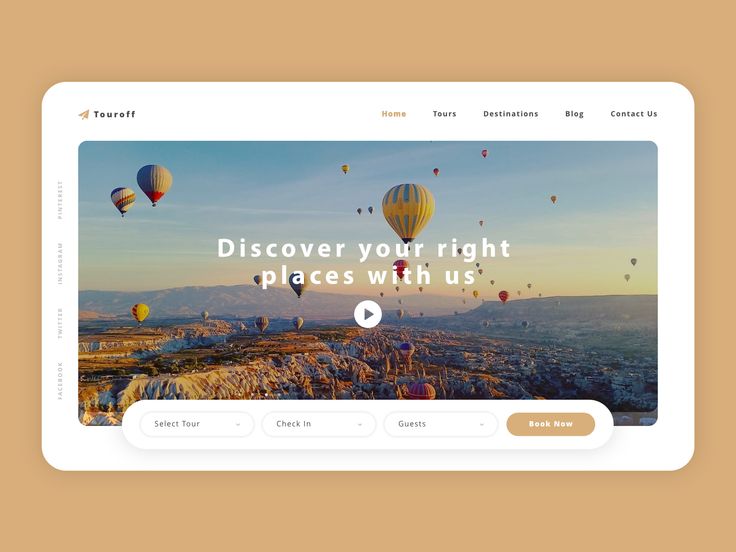 Touroff
Home
Tours
Destinations
Blog
Contact Us
PINTEREST
INSTAGRAM
TWITTER
FACEBOOK
Discover your right
places with us
Select Tour
Check In
Guests
Book Now